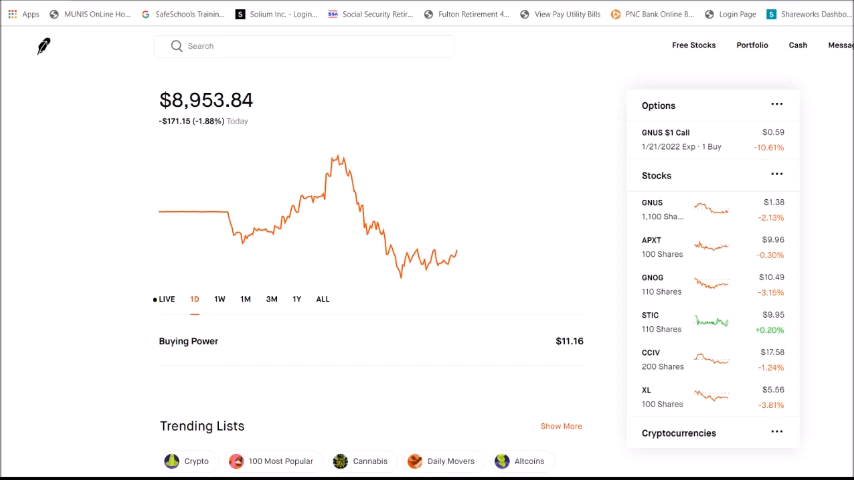 Apps MUNIS OnLine Ho... SafeSchools Trainin... Solium Inc. - Login... Social Security Retir... Fulton Retirement 4... View Pay Utility Bills PNC Bank Online B... Login Page Shareworks Dashbo...
Search Free Stocks Portfolio Cash Messa
$8,953.84
-$171.15 (-1.88%) Today
LIVE 1D 1W 1M 3M 1Y ALL
Buying Power $11.16
Trending Lists Show More
Crypto 100 Most Popular Cannabis Daily Movers Altcoins
Options ...
GNUS $1 Call $0.59
1/21/2022 Exp · 1 Buy -10.61%
Stocks ...
GNUS $1.38
1,100 Sha... -2.13%
APXT $9.96
100 Shares -0.30%
GNOG $10.49
110 Shares -3.15%
STIC $9.95
110 Shares +0.20%
CCIV $17.58
200 Shares -1.24%
XL $5.56
100 Shares -3.81%
Cryptocurrencies ...